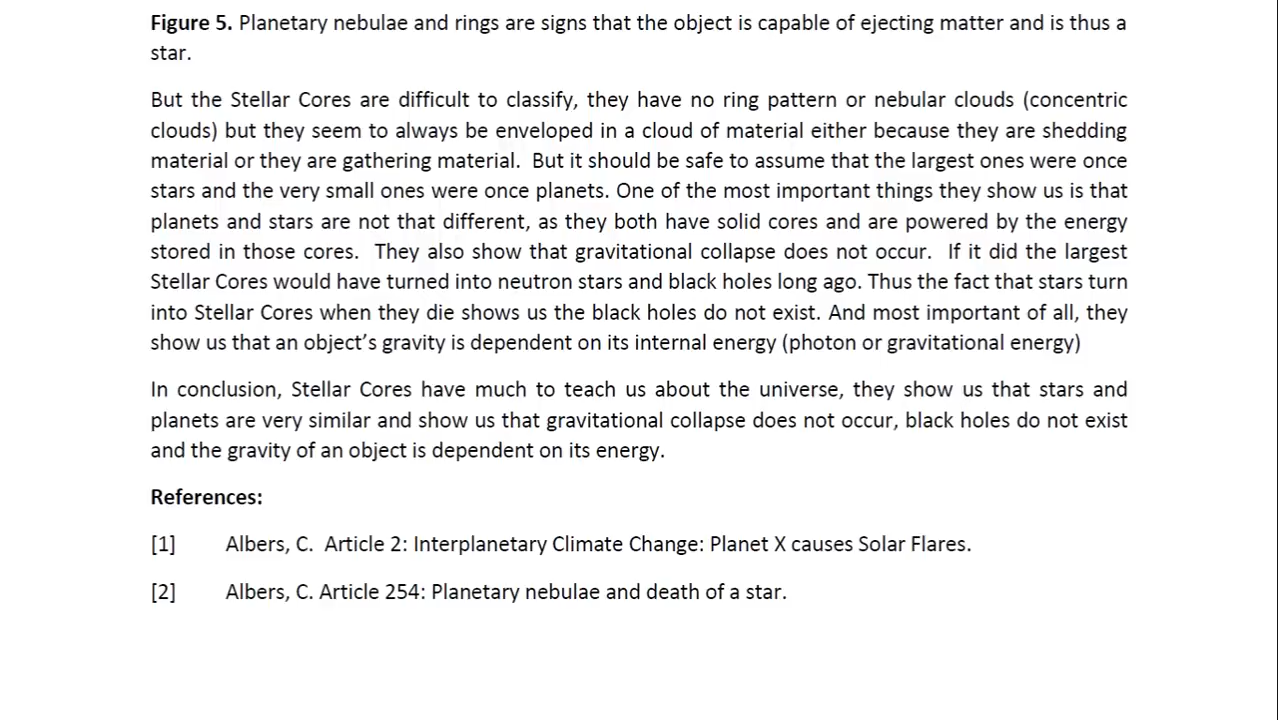 Figure 5. Planetary nebulae and rings are signs that the object is capable of ejecting matter and is thus a
star.
But the Stellar Cores are difficult to classify, they have no ring pattern or nebular clouds (concentric
clouds) but they seem to always be enveloped in a cloud of material either because they are shedding
material or they are gathering material.  But it should be safe to assume that the largest ones were once
stars and the very small ones were once planets. One of the most important things they show us is that
planets and stars are not that different, as they both have solid cores and are powered by the energy
stored in those cores.  They also show that gravitational collapse does not occur.  If it did the largest
Stellar Cores would have turned into neutron stars and black holes long ago. Thus the fact that stars turn
into Stellar Cores when they die shows us the black holes do not exist. And most important of all, they
show us that an object’s gravity is dependent on its internal energy (photon or gravitational energy)
In conclusion, Stellar Cores have much to teach us about the universe, they show us that stars and
planets are very similar and show us that gravitational collapse does not occur, black holes do not exist
and the gravity of an object is dependent on its energy.
References:
[1] Albers, C.  Article 2: Interplanetary Climate Change: Planet X causes Solar Flares.
[2] Albers, C. Article 254: Planetary nebulae and death of a star.